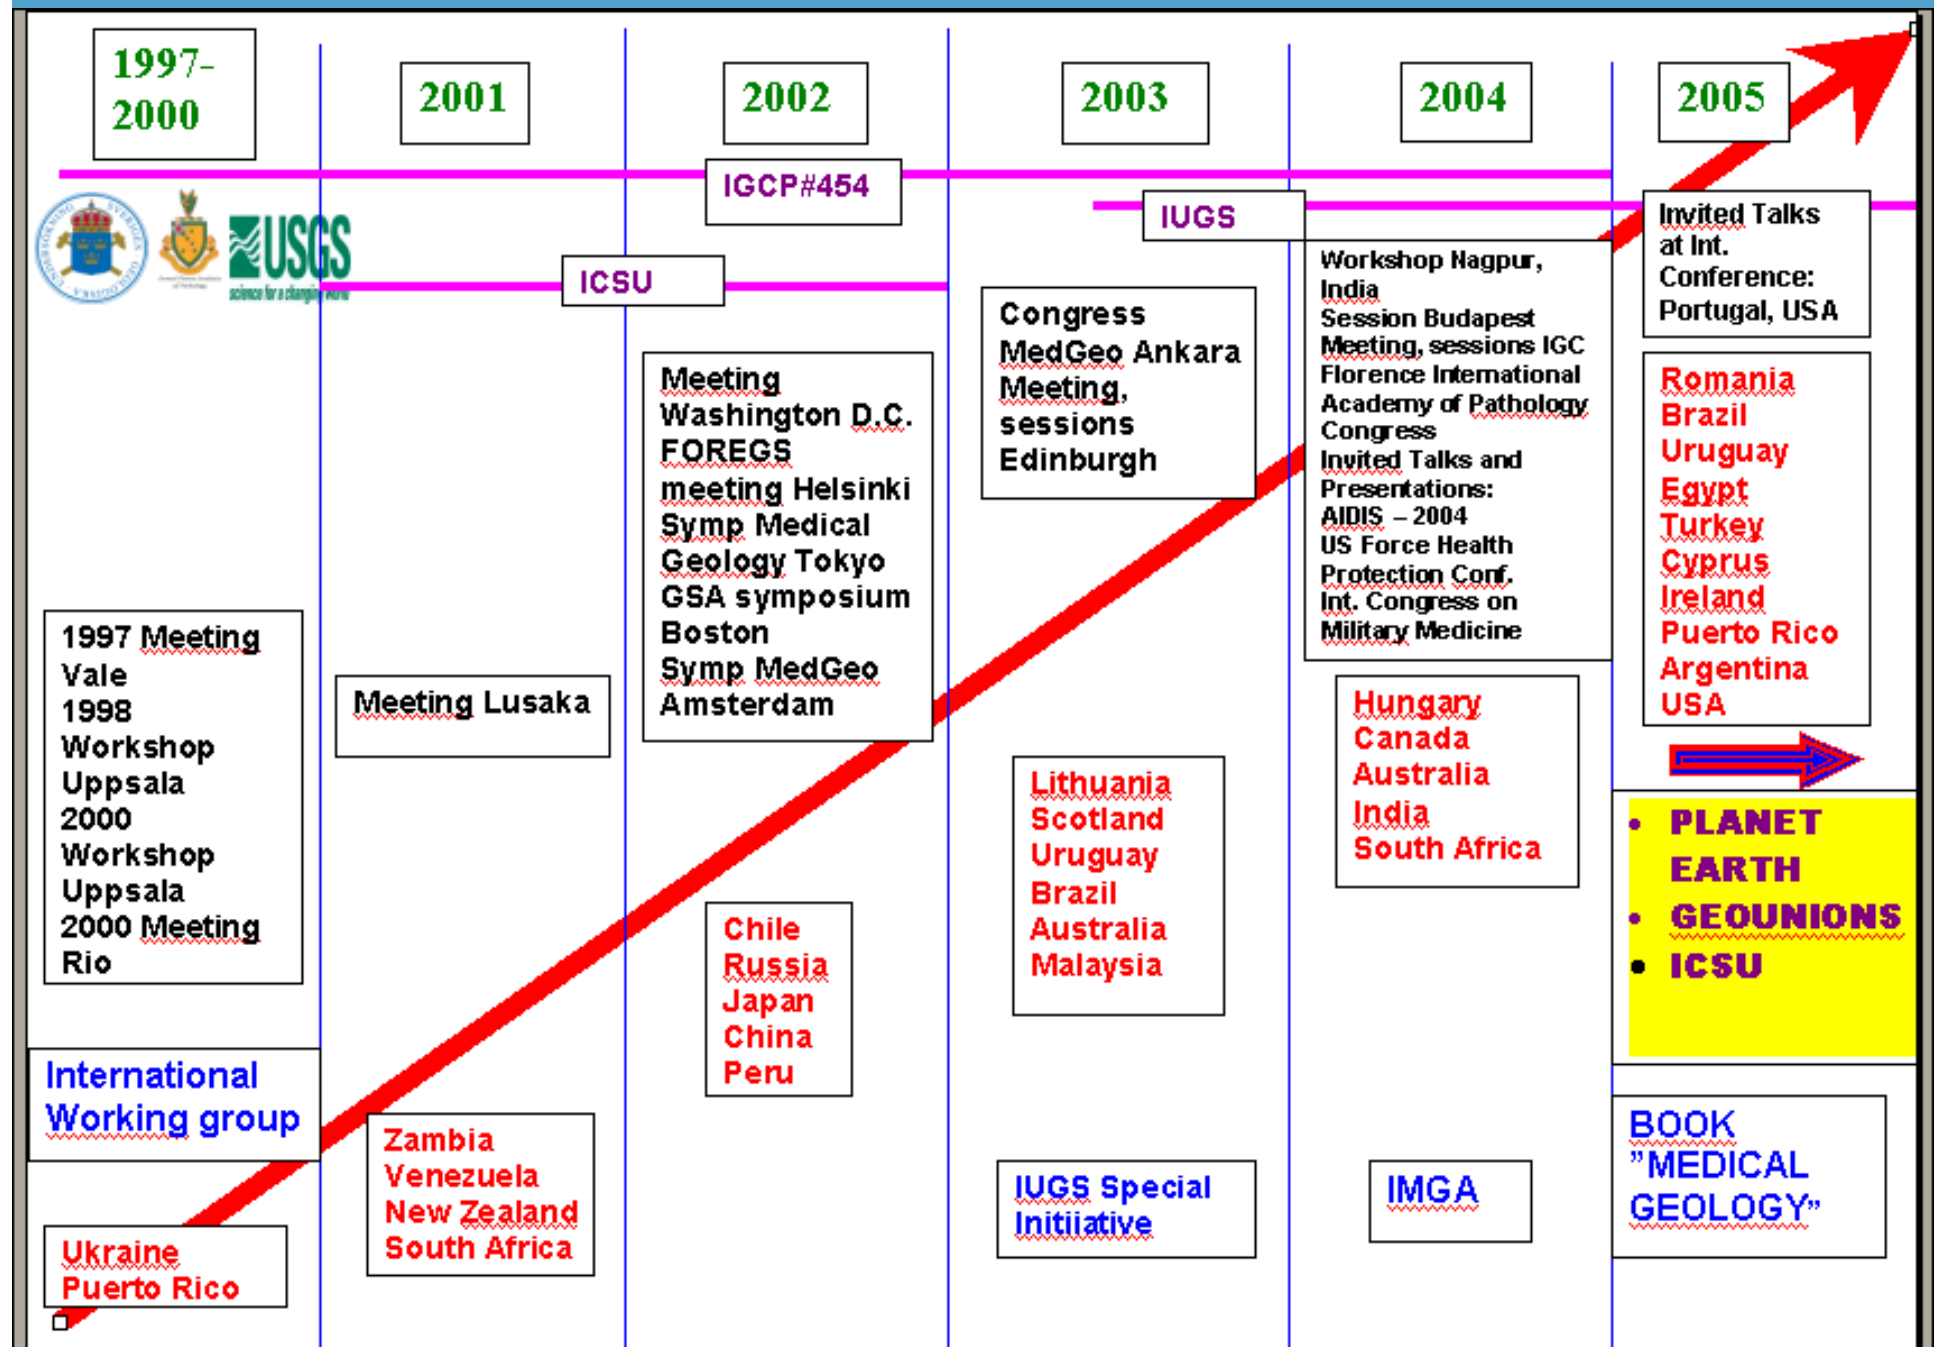 1997-
2000
2001
2002
2003
2004
2005
IGCP#454
IUGS
ICSU
USGS
science for a changing world
1997 Meeting
Vale
1998
Workshop
Uppsala
2000
Workshop
Uppsala
2000 Meeting
Rio
International
Working group
Ukraine
Puerto Rico
Meeting Lusaka
Zambia
Venezuela
New Zealand
South Africa
Meeting
Washington D.C.
FOREGS
meeting Helsinki
Symp Medical
Geology Tokyo
GSA symposium
Boston
Symp MedGeo
Amsterdam
Chile
Russia
Japan
China
Peru
Congress
MedGeo Ankara
Meeting,
sessions
Edinburgh
Lithuania
Scotland
Uruguay
Brazil
Australia
Malaysia
IUGS Special
Initiiative
Workshop Nagpur,
India
Session Budapest
Meeting, sessions IGC
Florence International
Academy of Pathology
Congress
Invited Talks and
Presentations:
AIDIS – 2004
US Force Health
Protection Conf.
Int. Congress on
Military Medicine
Hungary
Canada
Australia
India
South Africa
IMGA
Invited Talks
at Int.
Conference:
Portugal, USA
Romania
Brazil
Uruguay
Egypt
Turkey
Cyprus
Ireland
Puerto Rico
Argentina
USA
• PLANET
EARTH
• GEOUNIONS
• ICSU
BOOK
”MEDICAL
GEOLOGY”